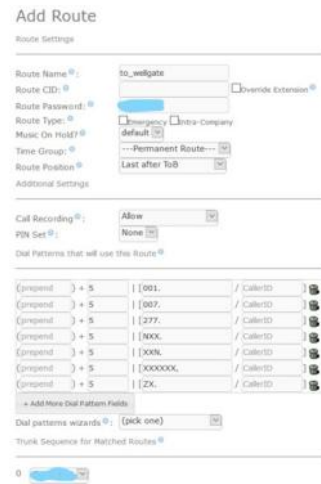 Add Route
Route Settings
Route Name : to_wellgate
Route CID: Override Extension
Route Password:
Route Type: Emergency Intra-Company
Music On Hold? default
Time Group: ---Permanent Route---
Route Position Last after ToB
Additional Settings
Call Recording : Allow
PIN Set : None
Dial Patterns that will use this Route
(prepend ) + 5 | [001. / CallerID ]
(prepend ) + 5 | [007. / CallerID ]
(prepend ) + 5 | [277. / CallerID ]
(prepend ) + 5 | [NXX. / CallerID ]
(prepend ) + 5 | [XXN. / CallerID ]
(prepend ) + 5 | [XXXXXX. / CallerID ]
(prepend ) + 5 | [ZX. / CallerID ]
+ Add More Dial Pattern Fields
Dial patterns wizards : (pick one)
Trunk Sequence for Matched Routes
0